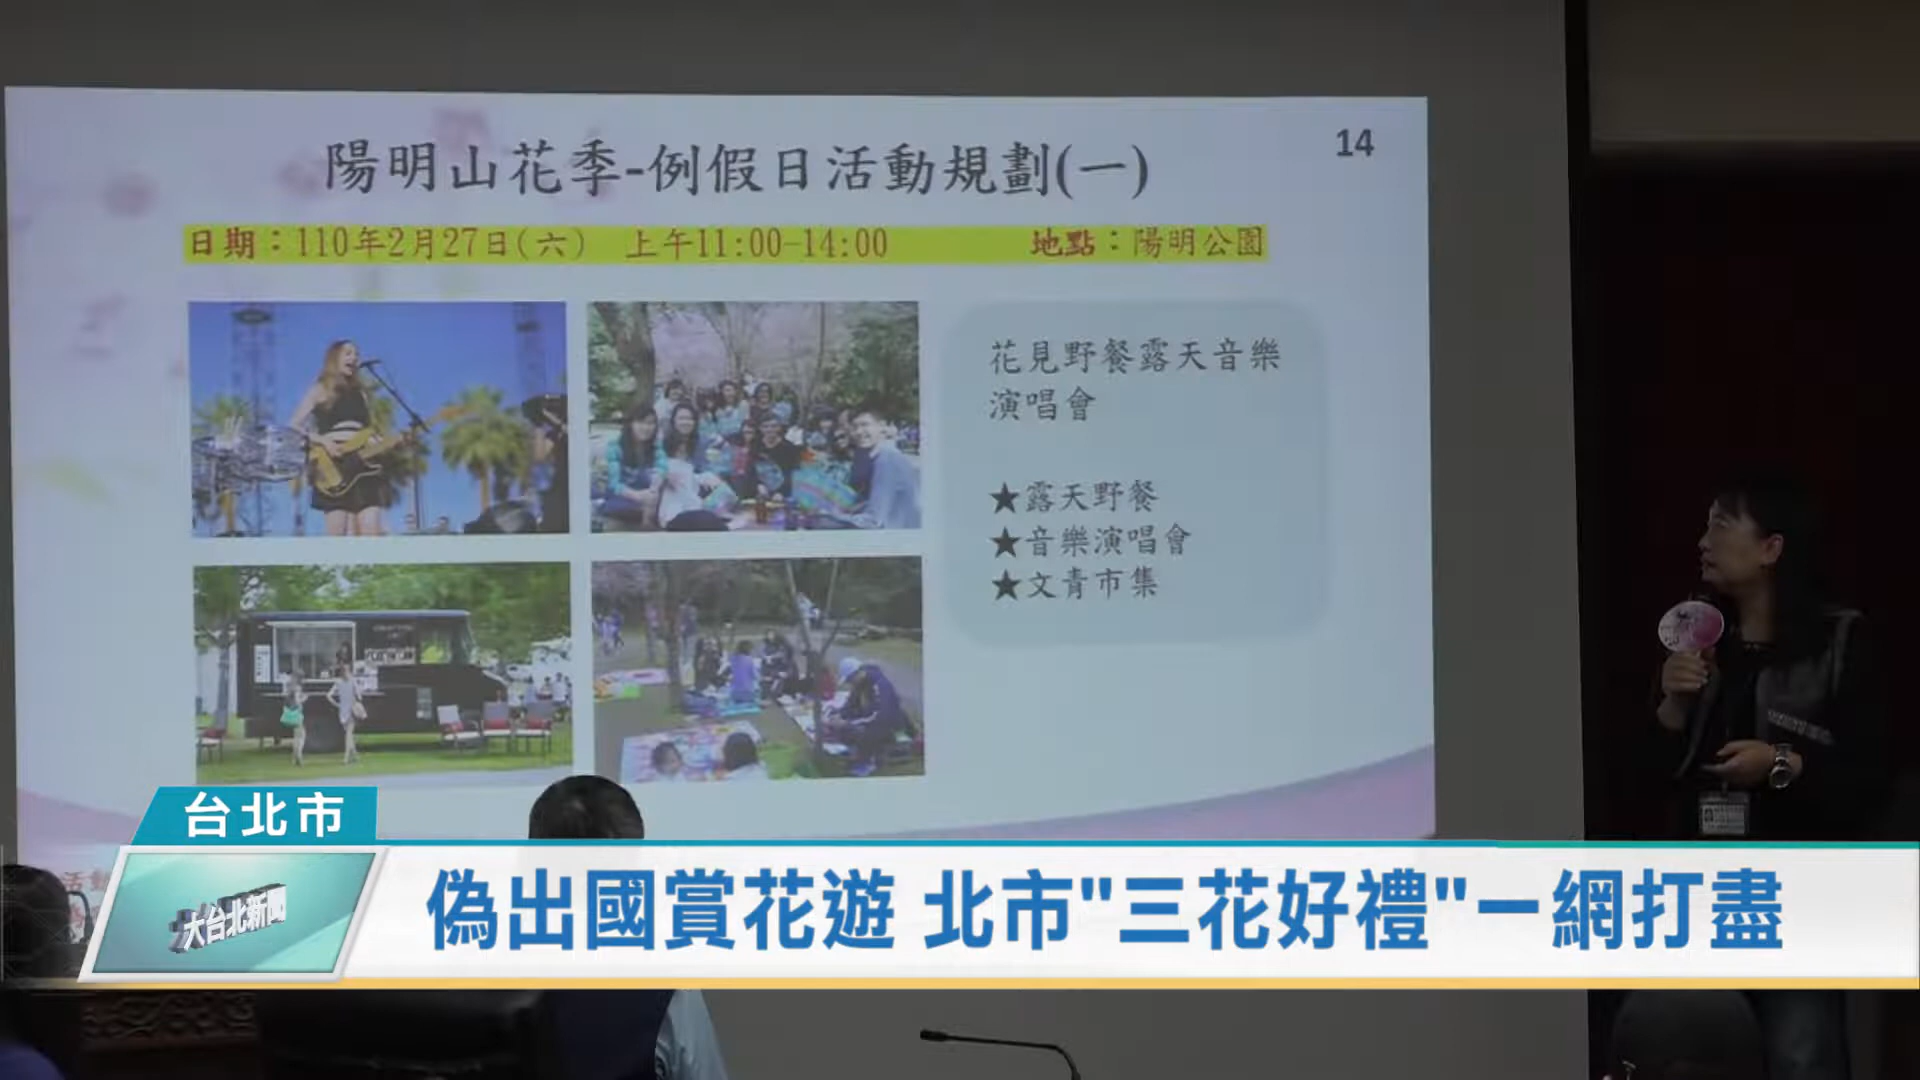 14
陽明山花季-例假日活動規劃(一)
日期：110年2月27日(六) 上午11:00-14:00 地點：陽明公園
花見野餐露天音樂
演唱會
★露天野餐
★音樂演唱會
★文青市集
台北市
大台北新聞
偽出國賞花遊 北市"三花好禮"一網打盡